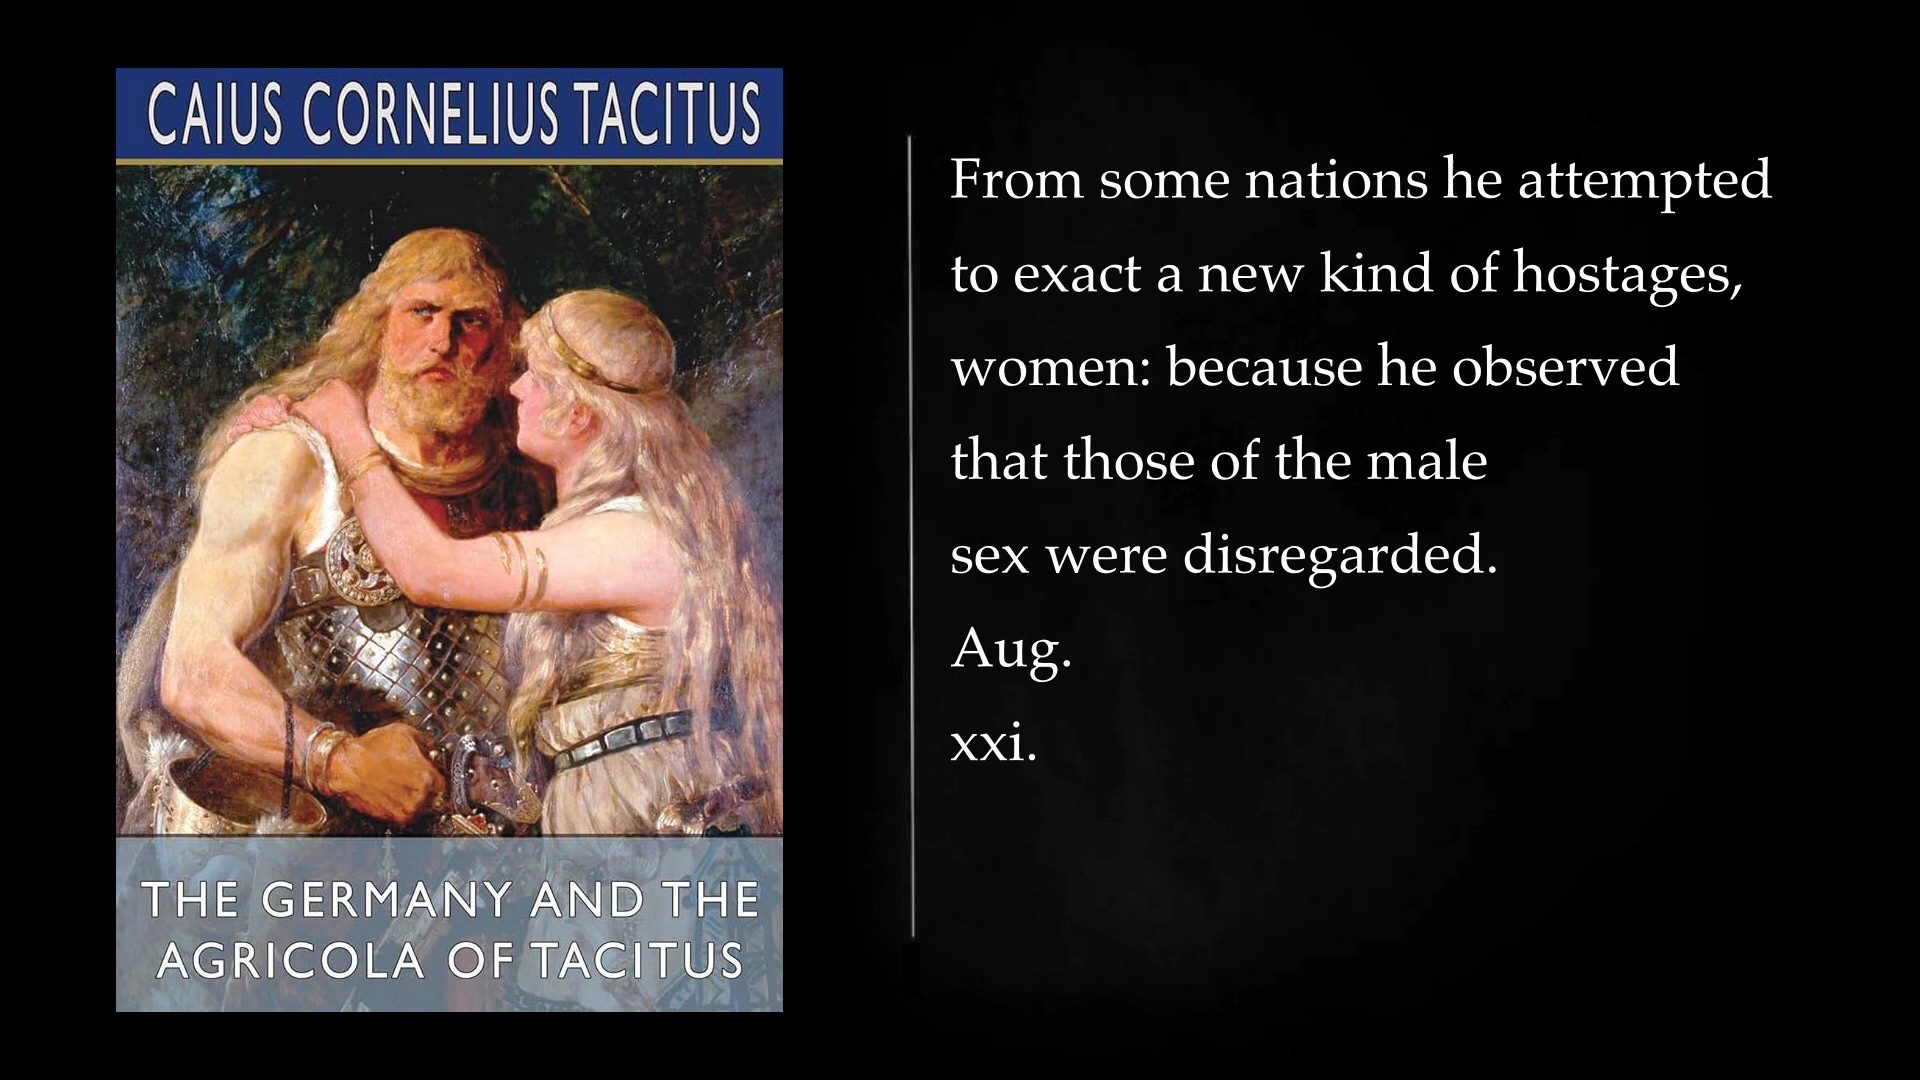 CAIUS CORNELIUS TACITUS
THE GERMANY AND THE
AGRICOLA OF TACITUS
From some nations he attempted
to exact a new kind of hostages,
women: because he observed
that those of the male
sex were disregarded.
Aug.
xxi.